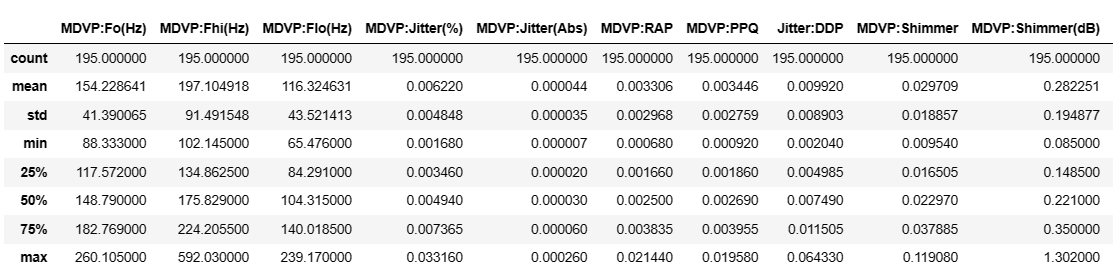 MDVP:Fo(Hz) MDVP:Fhi(Hz) MDVP:Flo(Hz) MDVP:Jitter(%) MDVP:Jitter(Abs) MDVP:RAP MDVP:PPQ Jitter:DDP MDVP:Shimmer MDVP:Shimmer(dB)
count 195.000000 195.000000 195.000000 195.000000 195.000000 195.000000 195.000000 195.000000 195.000000 195.000000
mean 154.228641 197.104918 116.324631 0.006220 0.000044 0.003306 0.003446 0.009920 0.029709 0.282251
std 41.390065 91.491548 43.521413 0.004848 0.000035 0.002968 0.002759 0.008903 0.018857 0.194877
min 88.333000 102.145000 65.476000 0.001680 0.000007 0.000680 0.000920 0.002040 0.009540 0.085000
25% 117.572000 134.862500 84.291000 0.003460 0.000020 0.001660 0.001860 0.004985 0.016505 0.148500
50% 148.790000 175.829000 104.315000 0.004940 0.000030 0.002500 0.002690 0.007490 0.022970 0.221000
75% 182.769000 224.205500 140.018500 0.007365 0.000060 0.003835 0.003955 0.011505 0.037885 0.350000
max 260.105000 592.030000 239.170000 0.033160 0.000260 0.021440 0.019580 0.064330 0.119080 1.302000